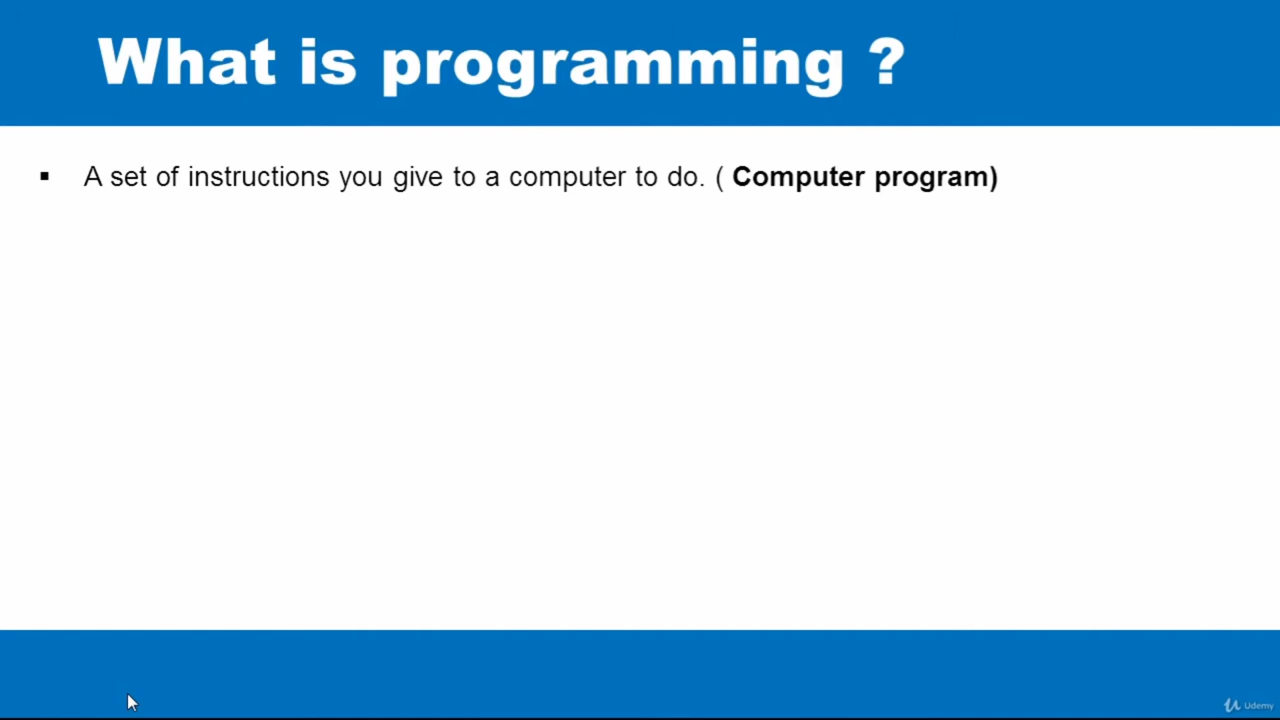 What is programming ?
▪ A set of instructions you give to a computer to do. ( Computer program)
Udemy